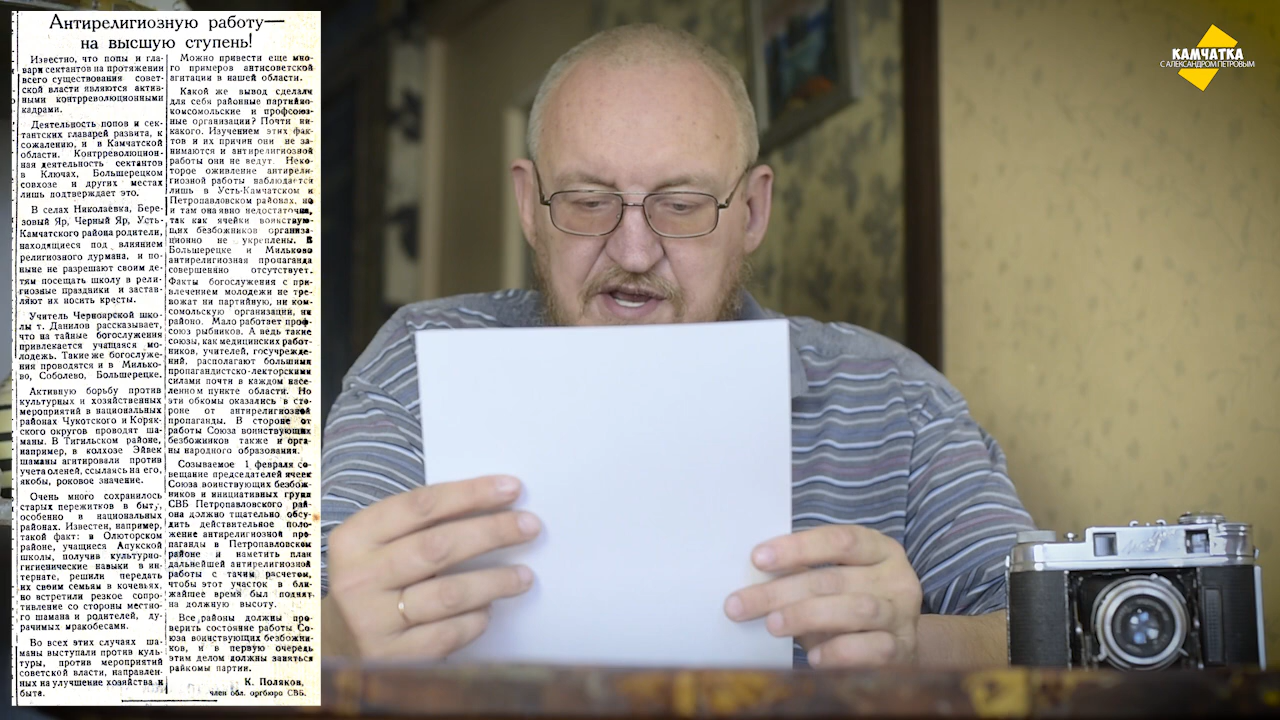 Антирелигиозную работу—
на высшую ступень!
Известно, что попы и гла-
вари сектантов на протяжении
всего существования совет-
ской власти являются актив-
ными контрреволюционными
кадрами.
Деятельность попов и сек-
тантских главарей развита, к
сожалению, и в Камчатской
области. Контрреволюцион-
ная деятельность сектантов
в Ключах, Большерецком
совхозе и других местах
лишь подтверждает это.
В селах Николаевка, Бере-
зовый Яр, Черный Яр, Усть-
Камчатского района родители,
находящиеся под влиянием
религиозного дурмана, и по-
ныне не разрешают своим де-
тям посещать школу в рели-
гиозные праздники и застав-
ляют их носить кресты.
Учитель Черноярской шко-
лы т. Данилов рассказывает,
что на тайные богослужения
привлекается учащаяся мо-
лодежь. Такие же богослуже-
ния проводятся и в Милько-
во, Соболево, Большерецке.
Активную борьбу против
культурных и хозяйственных
мероприятий в национальных
районах Чукотского и Коряк-
ского округов проводят ша-
маны. В Тигильском районе,
например, в колхозе Эйвек
шаманы агитировали против
учета оленей, ссылаясь на его,
якобы, роковое значение.
Очень много сохранилось
старых пережитков в быту,
особенно в национальных
районах. Известен, например,
такой факт: в Олюторском
районе, учащиеся Апукской
школы, получив культурно-
гигиенические навыки в ин-
тернате, решили передать
их своим семьям в кочевьях,
но встретили резкое сопро-
тивление со стороны местно-
го шамана и родителей, ду-
рачимых мракобесами.
Во всех этих случаях ша-
маны выступали против куль-
туры, против мероприятий
советской власти, направлен-
ных на улучшение хозяйства и
быта.
Можно привести еще мно-
го примеров антисоветской
агитации в нашей области.
Какой же вывод сделали
для себя районные партийно-
комсомольские и профсоюз-
ные организации? Почти ни-
какого. Изучением этих фак-
тов и их причин они не за-
нимаются и антирелигиозной
работы они не ведут. Неко-
торое оживление антирели-
гиозной работы наблюдается
лишь в Усть-Камчатском и
Петропавловском районах, но
и там она явно недостаточна,
так как ячейки воинствую-
щих безбожников организа-
ционно не укреплены. В
Большерецке и Мильково
антирелигиозная пропаганда
совершенно отсутствует.
Факты богослужения с при-
влечением молодежи не тре-
вожат ни партийную, ни ком-
сомольскую организации, ни
районо. Мало работает проф-
союз рыбников. А ведь такие
союзы, как медицинских работ-
ников, учителей, госучрежде-
ний, располагают большими
пропагандистско-лекторскими
силами почти в каждом насе-
ленном пункте области. Но
эти обкомы оказались в сто-
роне от антирелигиозной
пропаганды. В стороне от
работы Союза воинствующих
безбожников также и орга-
ны народного образования.
Созываемое 1 февраля со-
вещание председателей ячеек
Союза воинствующих безбож-
ников и инициативных групп
СВБ Петропавловского рай-
она должно тщательно обсу-
дить действительное поло-
жение антирелигиозной про-
паганды в Петропавловском
районе и наметить план
дальнейшей антирелигиозной
работы с таким расчетом,
чтобы этот участок в бли-
жайшее время был поднят
на должную высоту.
Все районы должны про-
верить состояние работы Со-
юза воинствующих безбожни-
ков, и в первую очередь
этим делом должны заняться
райкомы партии.
К. Поляков,
член обл. оргбюро СВБ.
КАМЧАТКА
С АЛЕКСАНДРОМ ПЕТРОВЫМ